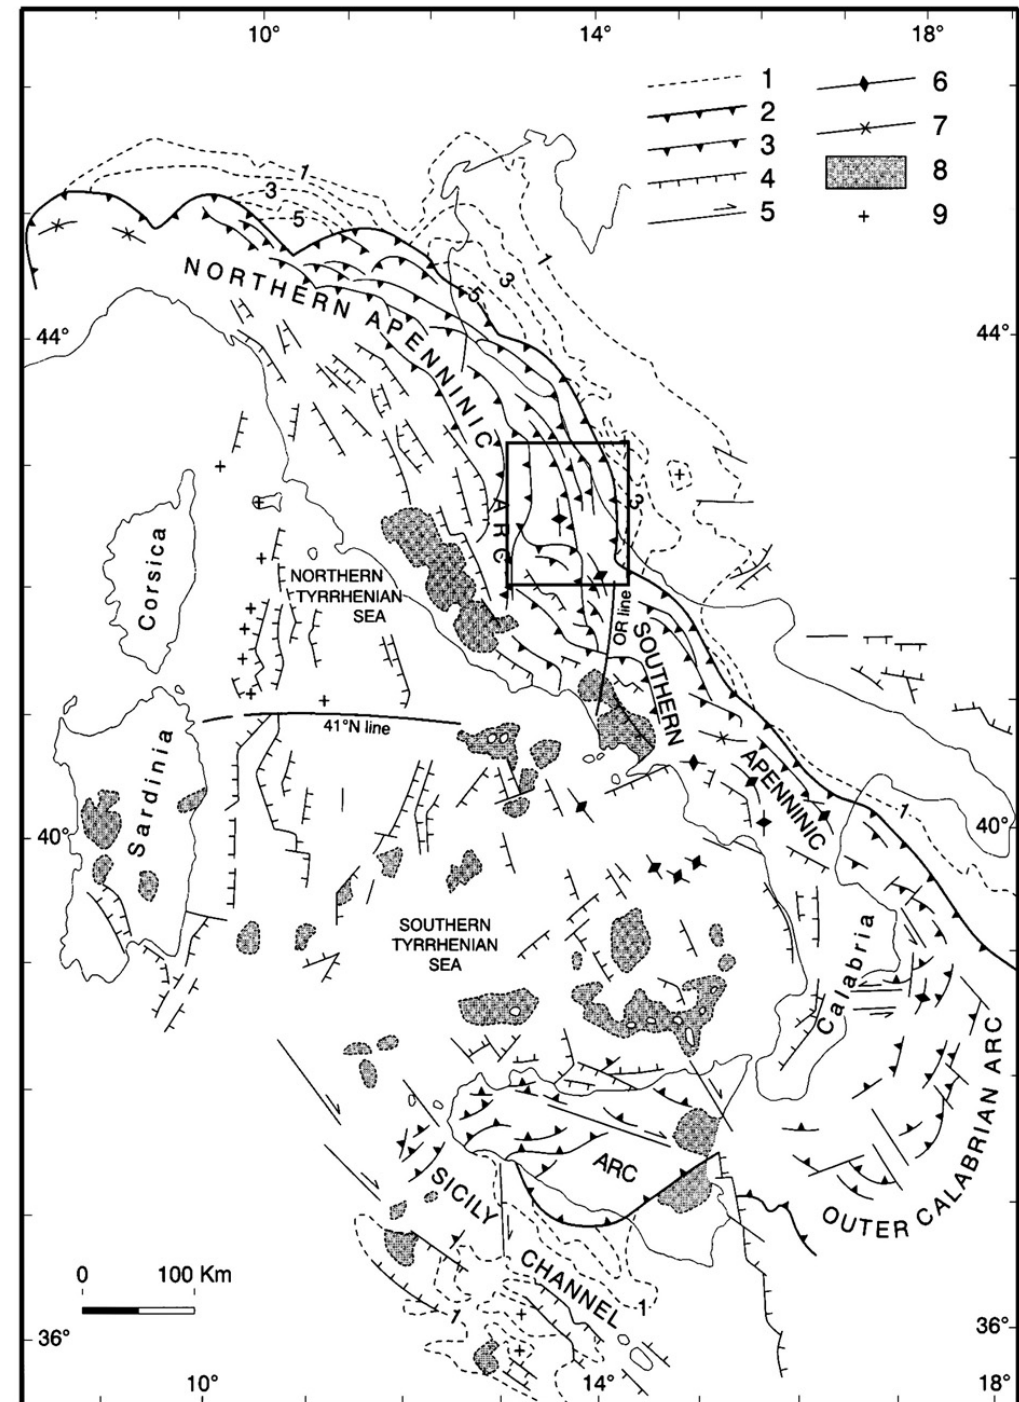 10° 14° 18°
1 6
2
7
3
4 8
5 9
1
3
5
1
3
5
NORTHERN APENNINIC ARC
44° 44°
3
Corsica
NORTHERN
TYRRHENIAN
SEA
OR line
SOUTHERN APENNINIC
41°N line
Sardinia
1
40° 40°
SOUTHERN
TYRRHENIAN
SEA
Calabria
ARC
OUTER CALABRIAN ARC
SICILY CHANNEL
0 100 Km
1
1
36° 36°
10° 14° 18°